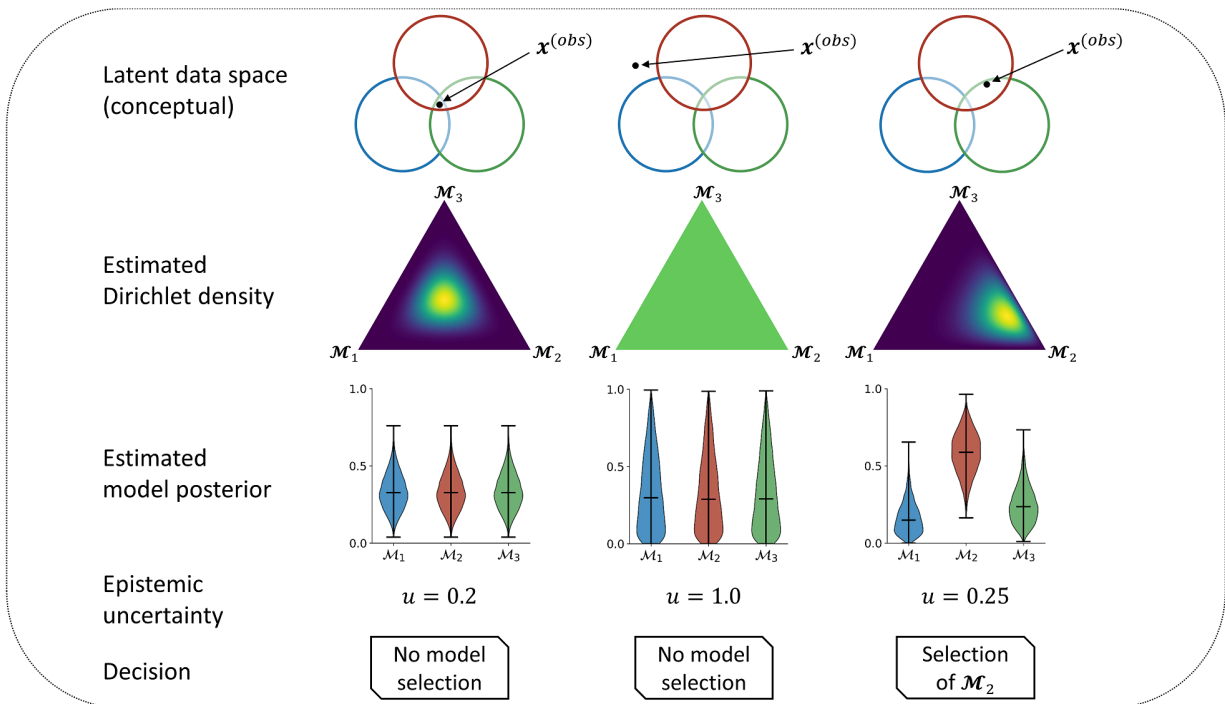 Latent data space
(conceptual)
𝒙^(obs)
𝒙^(obs)
𝒙^(obs)
Estimated
Dirichlet density
ℳ₃
ℳ₁
ℳ₂
ℳ₃
ℳ₁
ℳ₂
ℳ₃
ℳ₁
ℳ₂
Estimated
model posterior
1.0
0.5
0.0
ℳ₁ ℳ₂ ℳ₃
1.0
0.5
0.0
ℳ₁ ℳ₂ ℳ₃
1.0
0.5
0.0
ℳ₁ ℳ₂ ℳ₃
Epistemic
uncertainty
u = 0.2
u = 1.0
u = 0.25
Decision
No model
selection
No model
selection
Selection
of ℳ₂